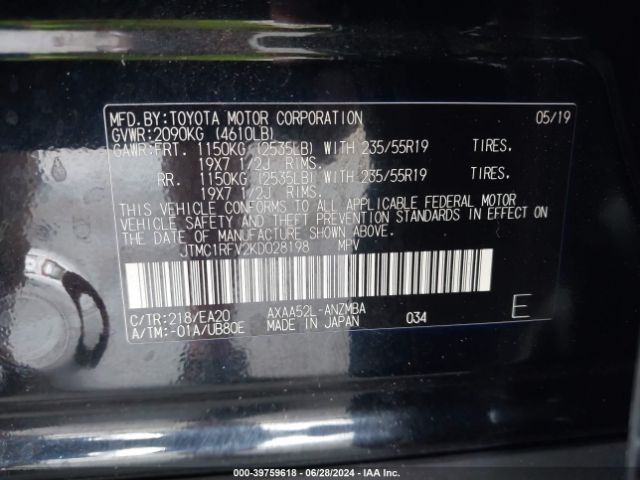 MFD.BY:TOYOTA MOTOR CORPORATION 05/19
GVWR:2090KG (4610LB)
GAWR:FRT. 1150KG (2535LB) WITH 235/55R19 TIRES.
19X7 1/2J RIMS.
RR. 1150KG (2535LB) WITH 235/55R19 TIRES.
19X7 1/2J RIMS.
THIS VEHICLE CONFORMS TO ALL APPLICABLE FEDERAL MOTOR
VEHICLE SAFETY AND THEFT PREVENTION STANDARDS IN EFFECT ON
THE DATE OF MANUFACTURE SHOWN ABOVE.
JTMC1RFV2KD028198 MPV
C/TR:218/EA20 AXAA52L-ANZMBA
A/TM:-01A/UB80E MADE IN JAPAN 034 E
000-39759618 - 06/28/2024 - IAA Inc.